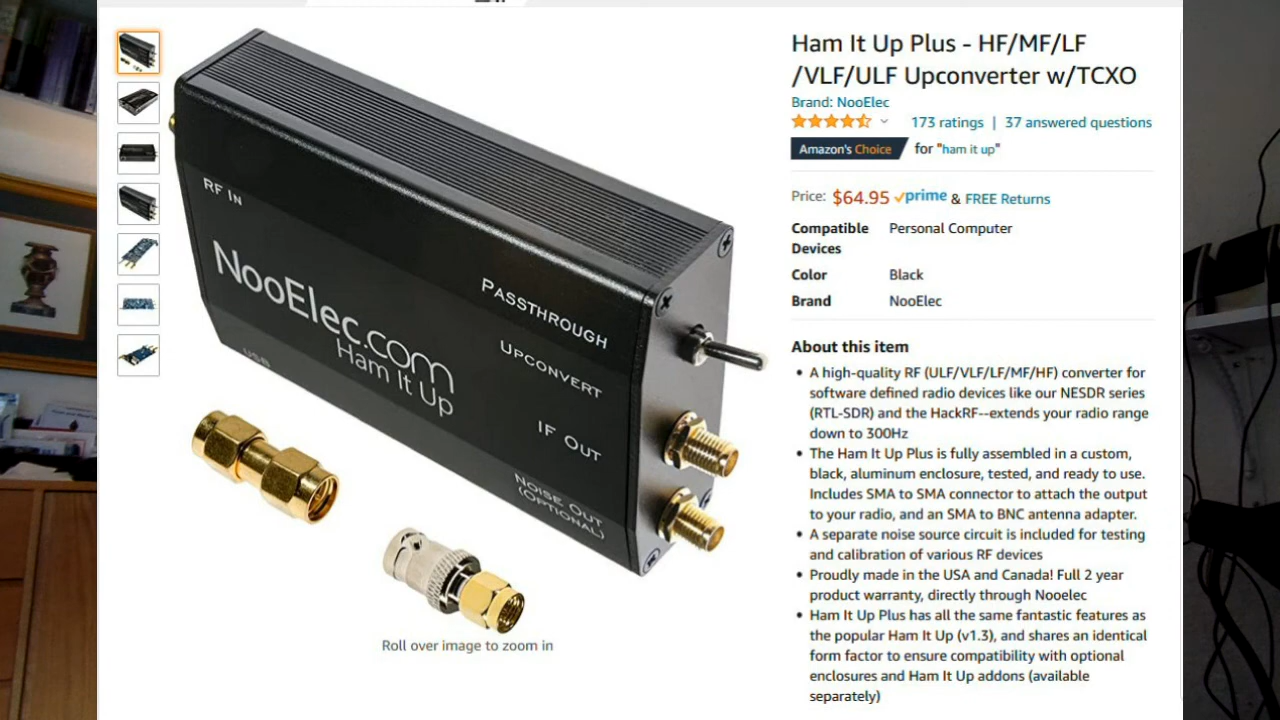 Ham It Up Plus - HF/MF/LF
/VLF/ULF Upconverter w/TCXO
Brand: NooElec
173 ratings | 37 answered questions
Amazon's Choice for "ham it up"
Price: $64.95 prime & FREE Returns
Compatible Devices Personal Computer
Color Black
Brand NooElec
About this item
• A high-quality RF (ULF/VLF/LF/MF/HF) converter for
software defined radio devices like our NESDR series
(RTL-SDR) and the HackRF--extends your radio range
down to 300Hz
• The Ham It Up Plus is fully assembled in a custom,
black, aluminum enclosure, tested, and ready to use.
Includes SMA to SMA connector to attach the output
to your radio, and an SMA to BNC antenna adapter.
• A separate noise source circuit is included for testing
and calibration of various RF devices
• Proudly made in the USA and Canada! Full 2 year
product warranty, directly through Nooelec
• Ham It Up Plus has all the same fantastic features as
the popular Ham It Up (v1.3), and shares an identical
form factor to ensure compatibility with optional
enclosures and Ham It Up addons (available
separately)
RF IN
NooElec.com
Ham It Up
USB
PASSTHROUGH
UPCONVERT
IF OUT
NOISE OUT
(OPTIONAL)
Roll over image to zoom in